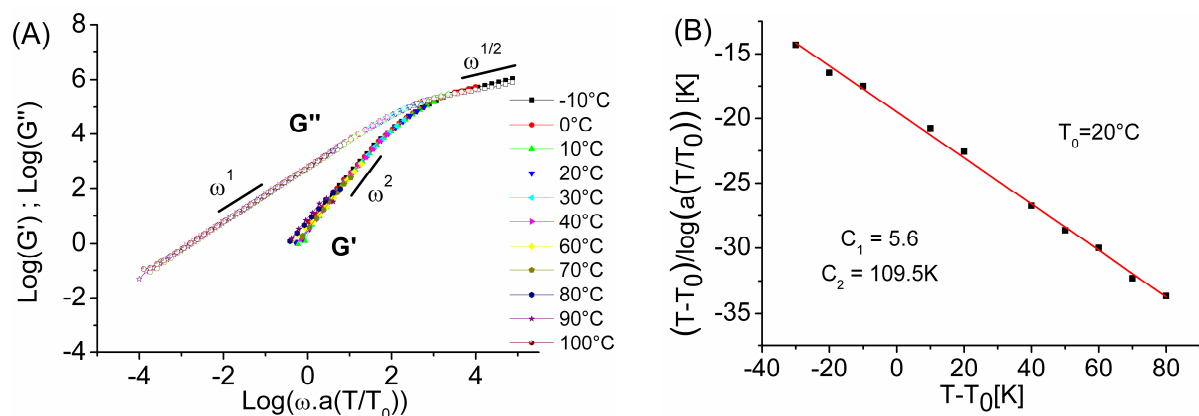 (A)
8
6
4
2
0
-2
-4
Log(G') ; Log(G'')
-4 -2 0 2 4
Log(ω.a(T/T₀))
ω¹
G''
ω²
G'
ω¹/²
-10°C
0°C
10°C
20°C
30°C
40°C
60°C
70°C
80°C
90°C
100°C
(B)
-15
-20
-25
-30
-35
(T-T₀)/log(a(T/T₀)) [K]
T₀=20°C
C₁ = 5.6
C₂ = 109.5K
-40 -20 0 20 40 60 80
T-T₀[K]